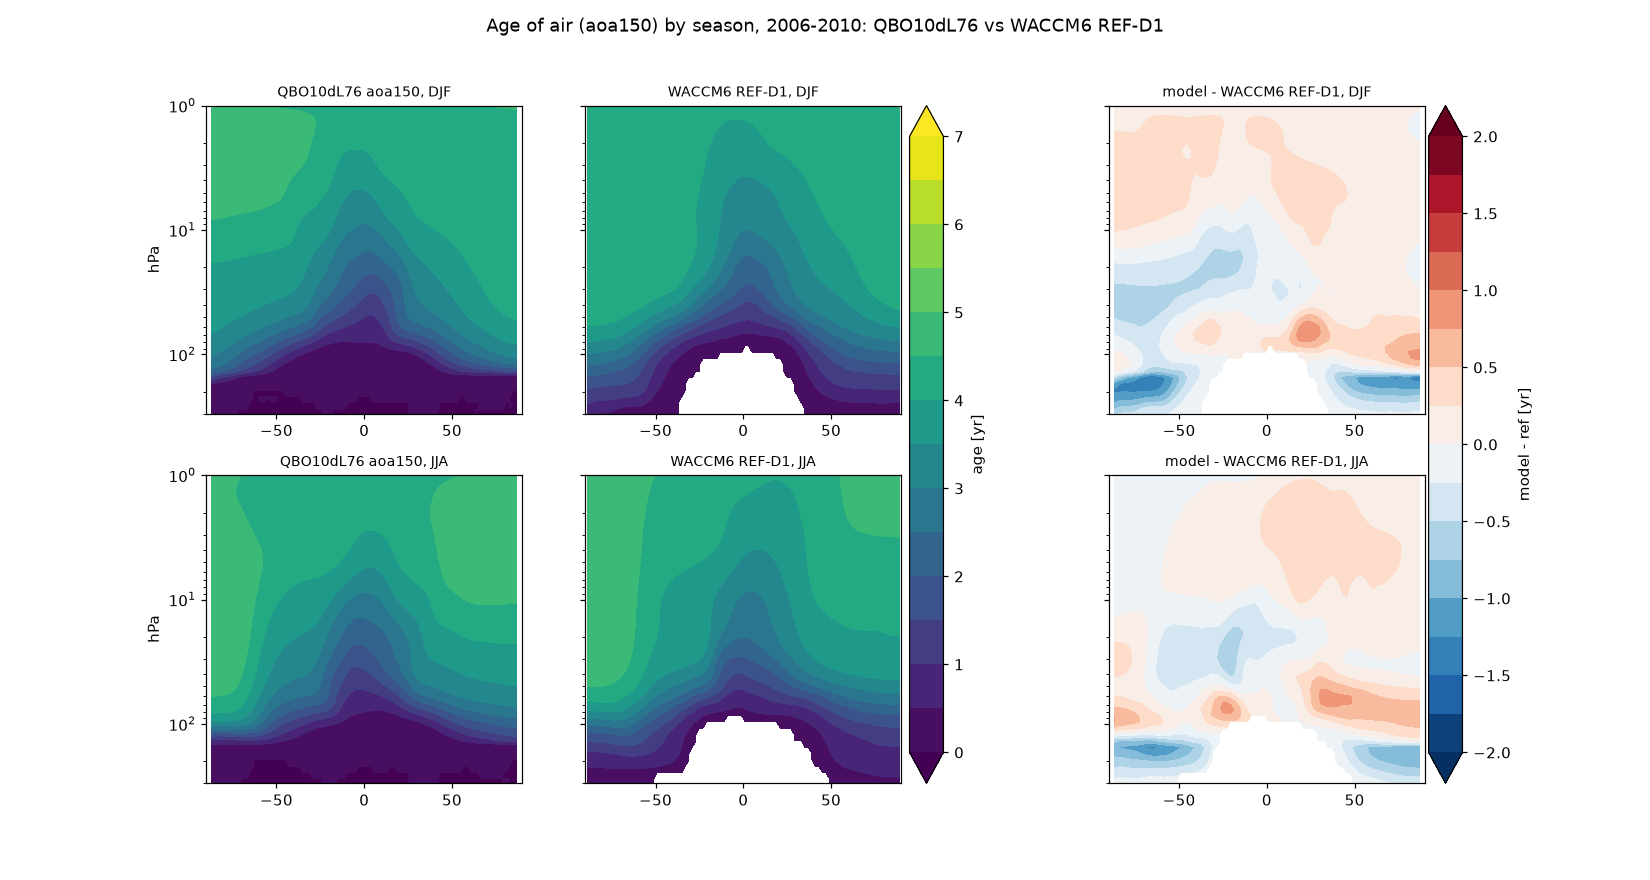 Age of air (aoa150) by season, 2006-2010: QBO10dL76 vs WACCM6 REF-D1
QBO10dL76 aoa150, DJF
WACCM6 REF-D1, DJF
model - WACCM6 REF-D1, DJF
10⁰
10¹
10²
hPa
−50 0 50
−50 0 50
−50 0 50
QBO10dL76 aoa150, JJA
WACCM6 REF-D1, JJA
model - WACCM6 REF-D1, JJA
10⁰
10¹
10²
hPa
−50 0 50
−50 0 50
−50 0 50
7
6
5
4
3
2
1
0
age [yr]
2.0
1.5
1.0
0.5
0.0
−0.5
−1.0
−1.5
−2.0
model - ref [yr]